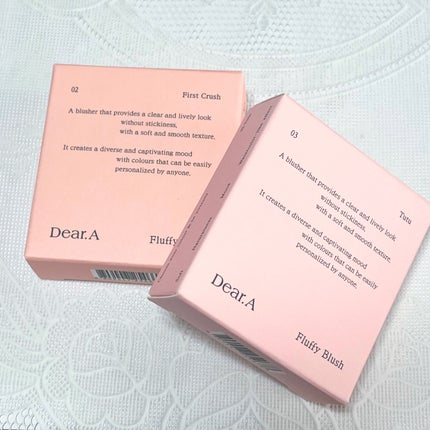 02
First Crush
A blusher that provides a clear and lively look
without stickiness,
with a soft and smooth texture.
It creates a diverse and captivating mood
with colours that can be easily
personalized by anyone.
Dear.A
Fluffy
03
Tutu
A blusher that provides a clear and lively look
without stickiness,
with a soft and smooth texture.
It creates a diverse and captivating mood
with colours that can be easily
personalized by anyone.
Dear.A
Fluffy Blush